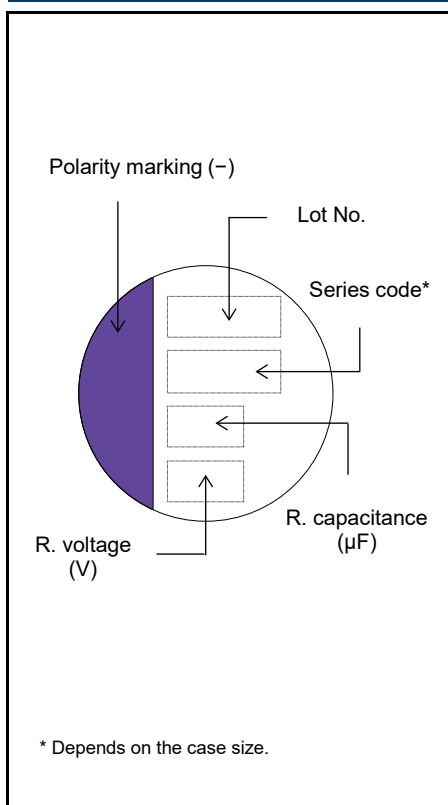 Polarity marking (−)
Lot No.
Series code*
R. capacitance
(μF)
R. voltage
(V)
* Depends on the case size.